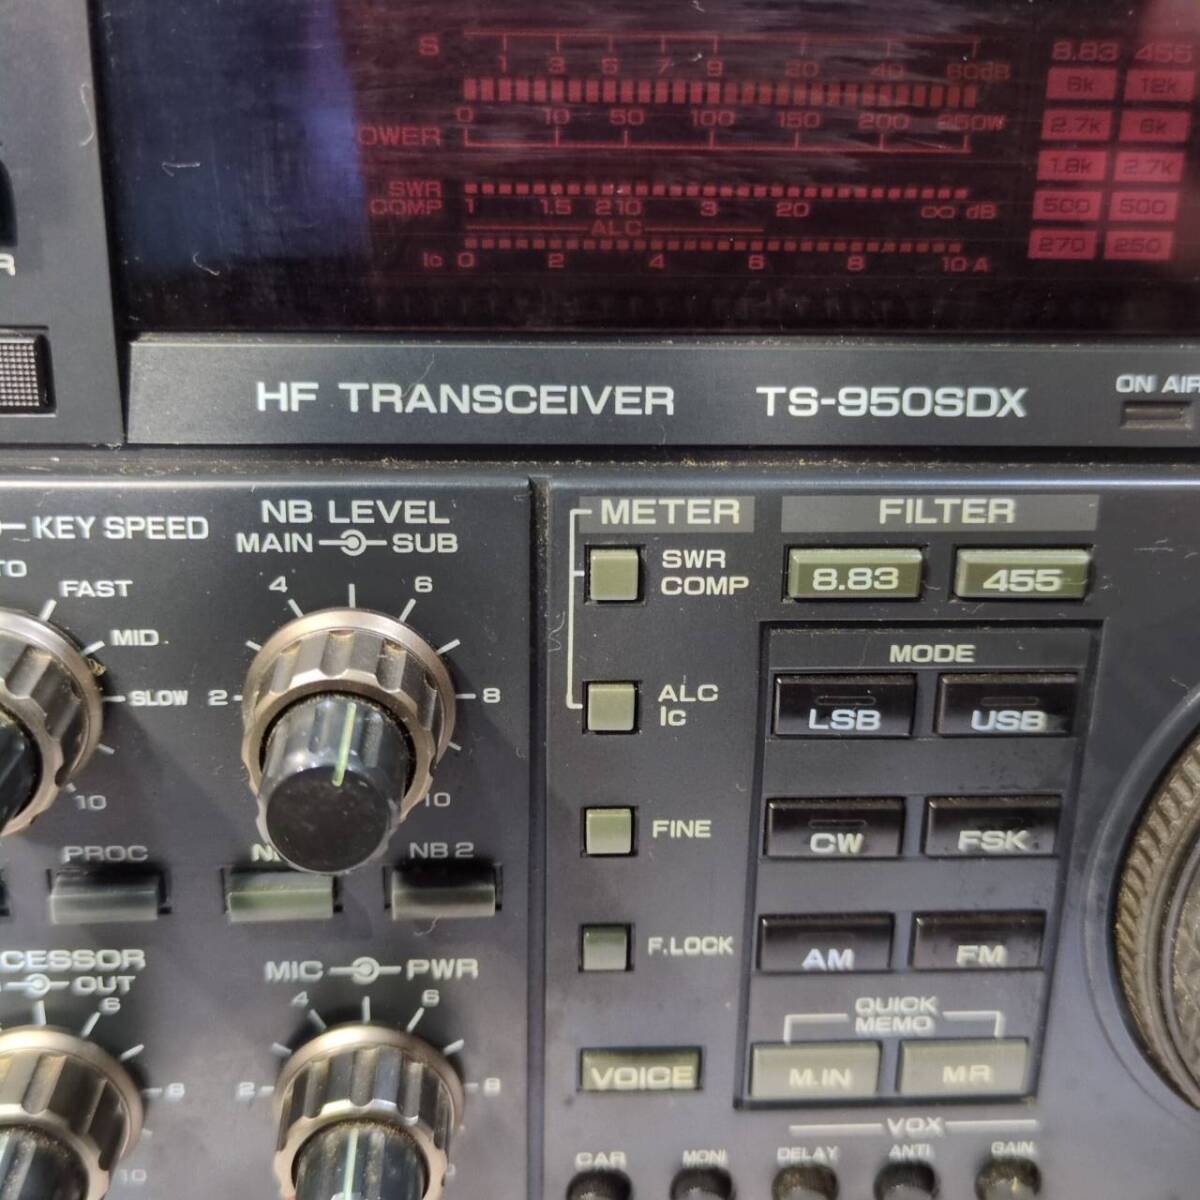 S 1 3 5 7 9 20 40 60dB
8.83 455
6k 12k
0 10 50 100 150 200 250W
2.7k 6k
OWER
1.8k 2.7k
SWR
COMP 1 1.5 2 10 3 20 ∞ dB
500 500
ALC
Ic 0 2 4 6 8 10 A
270 250
R
HF TRANSCEIVER TS-950SDX
ON AIR
KEY SPEED
TO
FAST
MID
SLOW
10
NB LEVEL
MAIN SUB
2 4 6 8 10
METER
SWR
COMP
ALC
Ic
FINE
F.LOCK
VOICE
FILTER
8.83 455
MODE
LSB USB
CW FSK
AM FM
QUICK
MEMO
M.IN MR
PROC
NB 2
CESSOR
OUT
6
8
10
MIC PWR
2 4 6 8
VOX
CAR MONI DELAY ANTI GAIN